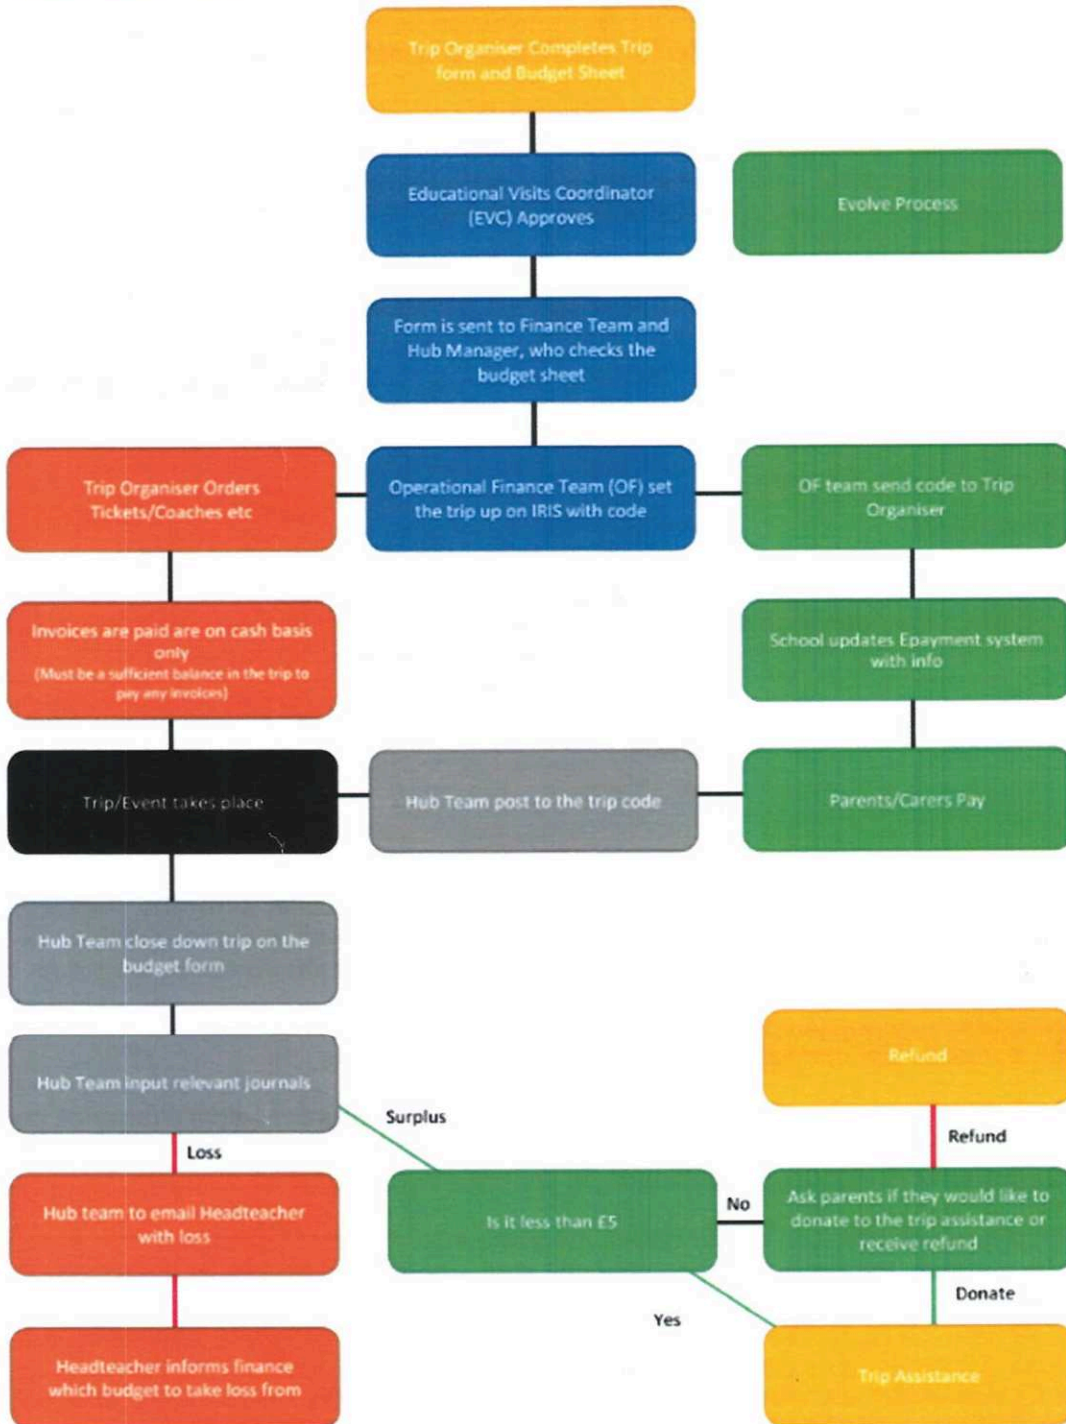 Trip Organiser Completes Trip
form and Budget Sheet
Educational Visits Coordinator
(EVC) Approves
Evolve Process
Form is sent to Finance Team and
Hub Manager, who checks the
budget sheet
Trip Organiser Orders
Tickets/Coaches etc
Operational Finance Team (OF) set
the trip up on IRIS with code
OF team send code to Trip
Organiser
Invoices are paid are on cash basis
only
(Must be a sufficient balance in the trip to
pay any invoices)
School updates Epayment system
with info
Trip/Event takes place
Hub Team post to the trip code
Parents/Carers Pay
Hub Team close down trip on the
budget form
Hub Team input relevant journals
Surplus
Loss
Refund
Refund
Hub team to email Headteacher
with loss
Is it less than £5
No
Ask parents if they would like to
donate to the trip assistance or
receive refund
Yes
Donate
Headteacher informs finance
which budget to take loss from
Trip Assistance